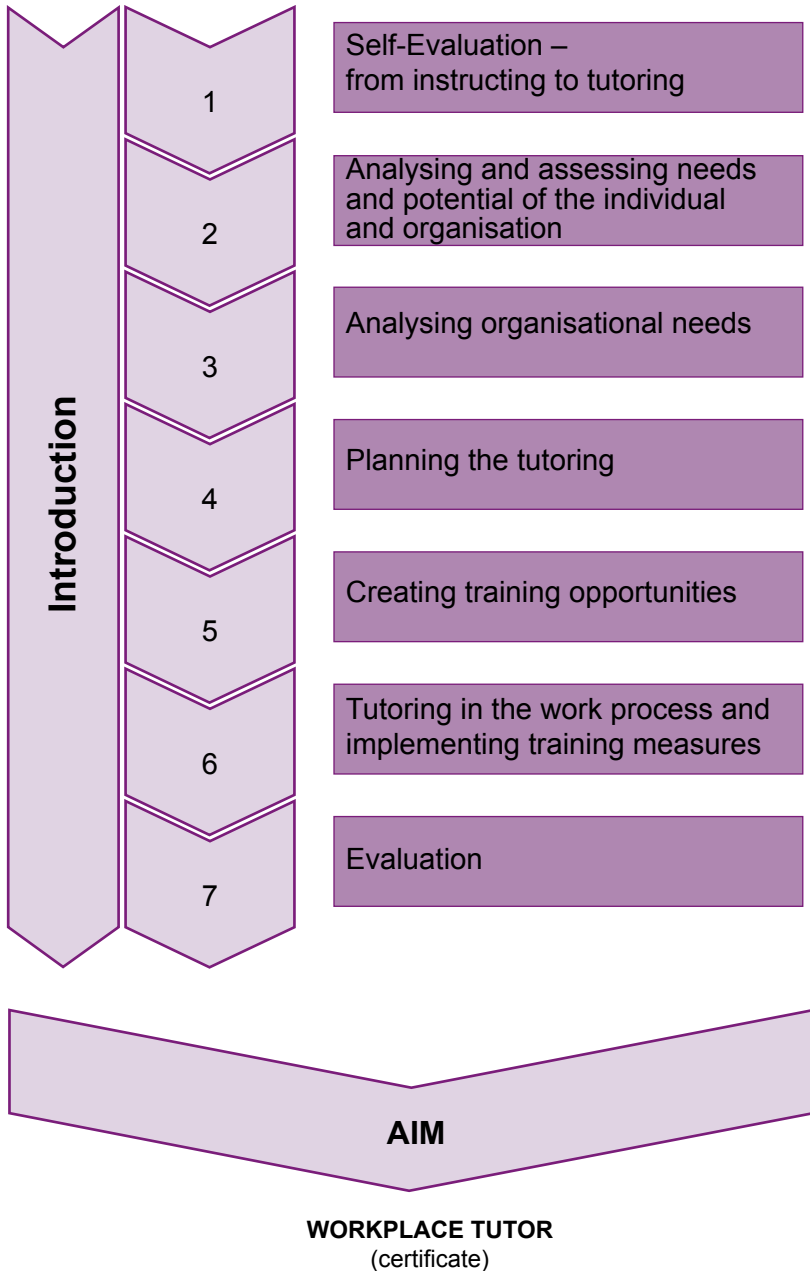 Introduction
1
Self-Evaluation –
from instructing to tutoring
2
Analysing and assessing needs
and potential of the individual
and organisation
3
Analysing organisational needs
4
Planning the tutoring
5
Creating training opportunities
6
Tutoring in the work process and
implementing training measures
7
Evaluation
AIM
WORKPLACE TUTOR
(certificate)